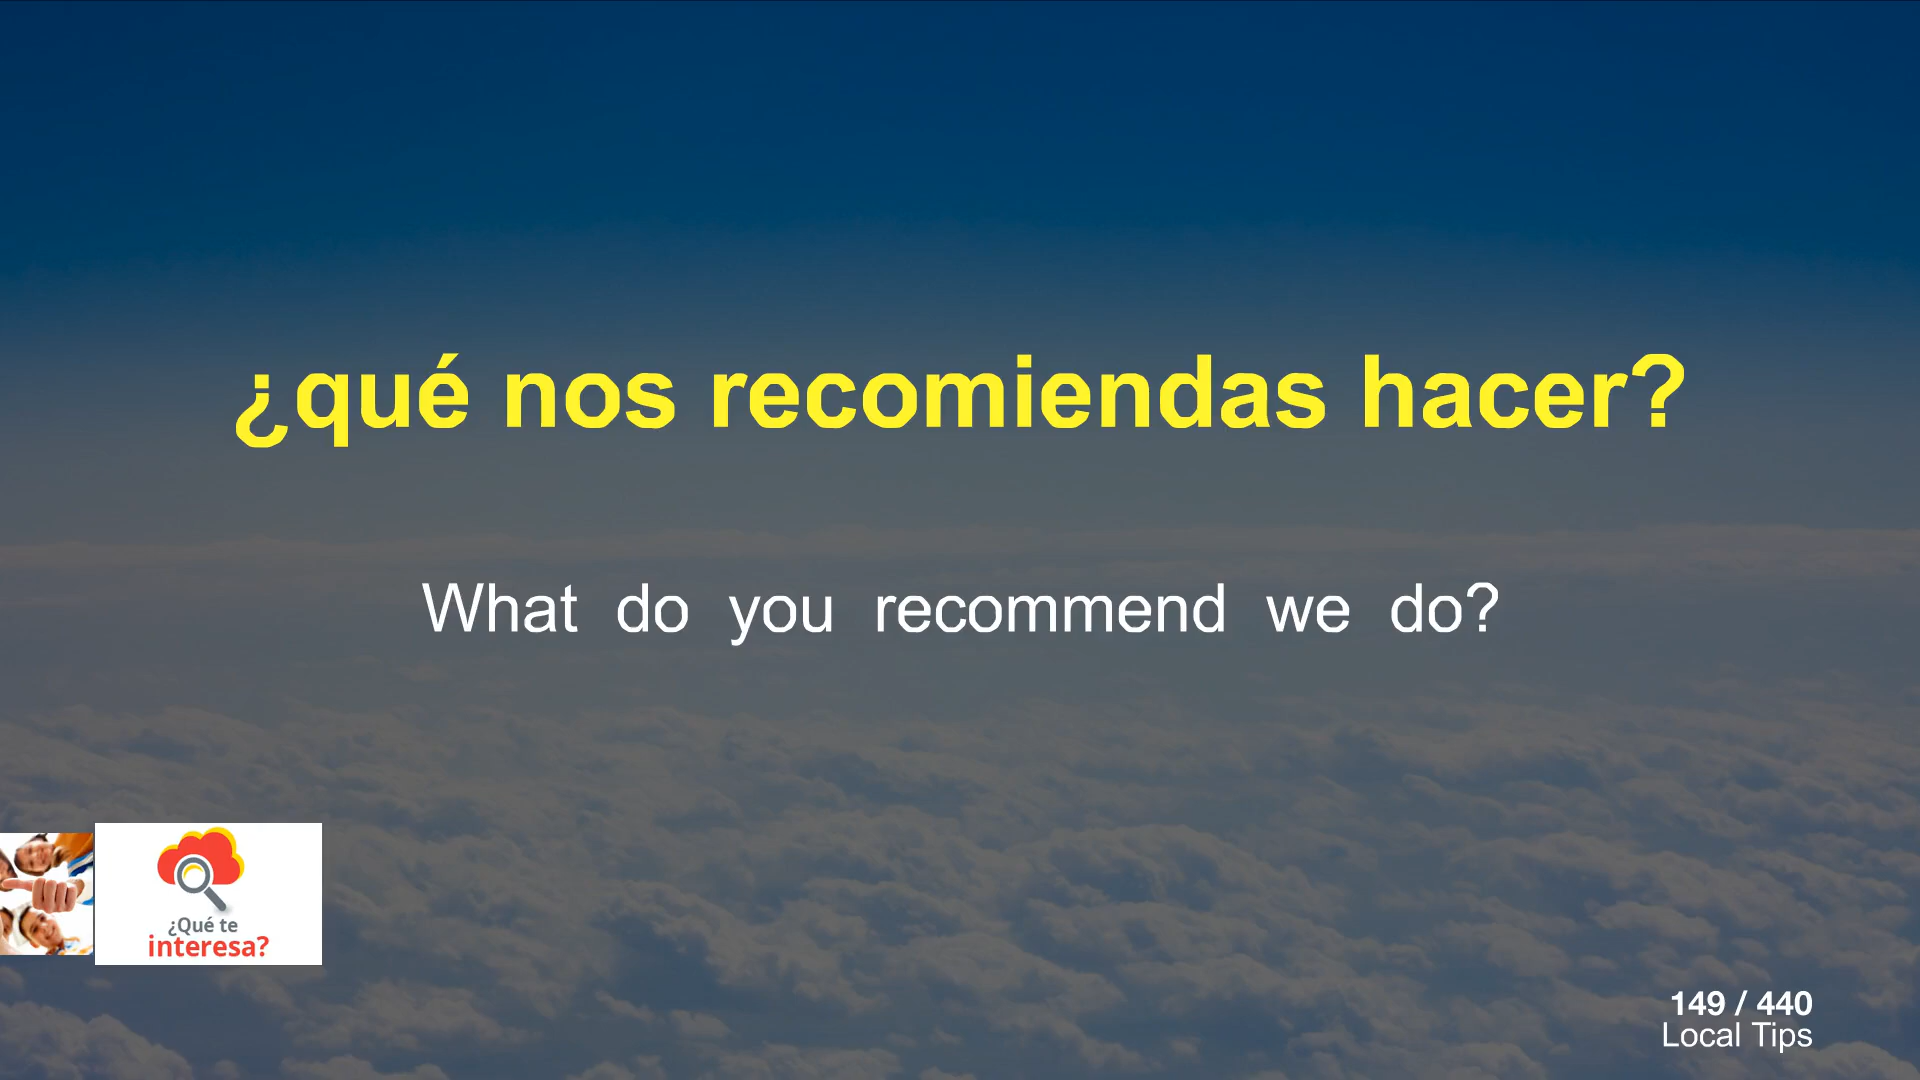 ¿qué nos recomiendas hacer?
What do you recommend we do?
¿Qué te
interesa?
149 / 440
Local Tips